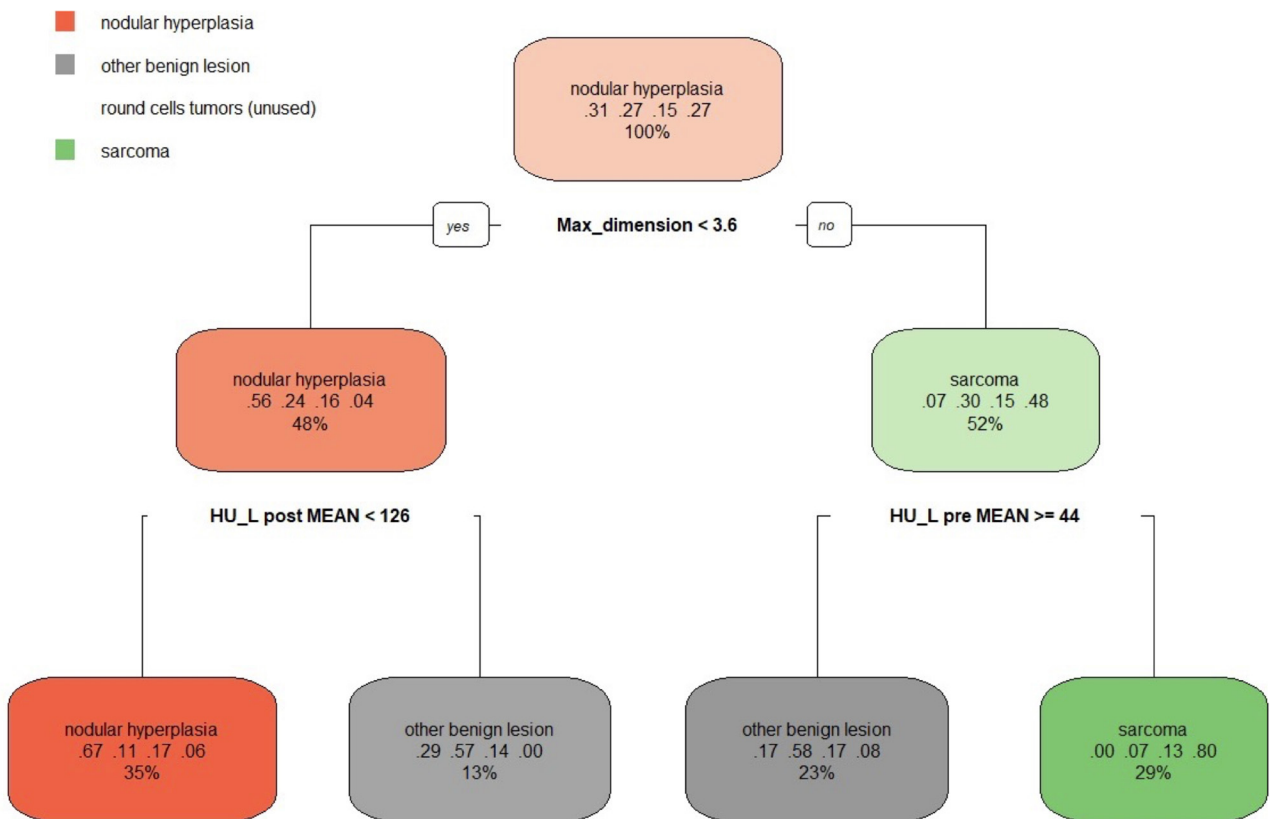 nodular hyperplasia
other benign lesion
round cells tumors (unused)
sarcoma
nodular hyperplasia
.31 .27 .15 .27
100%
yes
Max_dimension < 3.6
no
nodular hyperplasia
.56 .24 .16 .04
48%
sarcoma
.07 .30 .15 .48
52%
HU_L post MEAN < 126
HU_L pre MEAN >= 44
nodular hyperplasia
.67 .11 .17 .06
35%
other benign lesion
.29 .57 .14 .00
13%
other benign lesion
.17 .58 .17 .08
23%
sarcoma
.00 .07 .13 .80
29%